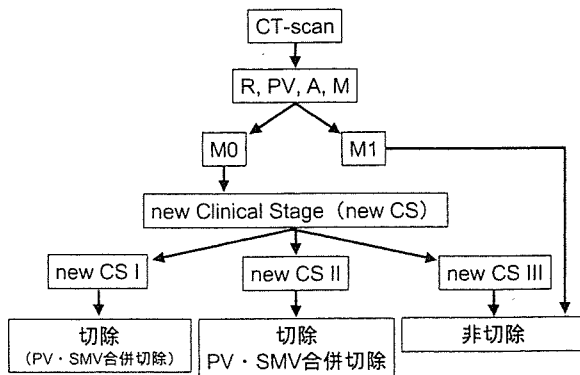 CT-scan
R, PV, A, M
M0
M1
new Clinical Stage（new CS）
new CS I
new CS II
new CS III
切除
（PV・SMV合併切除）
切除
PV・SMV合併切除
非切除